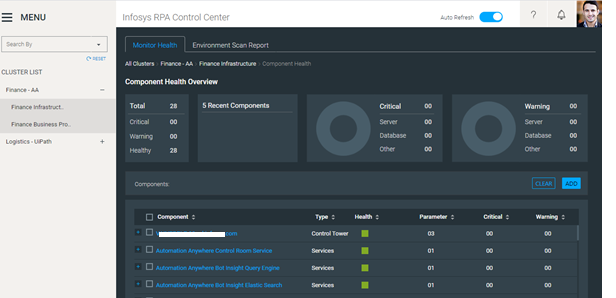 MENU
Infosys RPA Control Center
Auto Refresh
?
Search By
RESET
CLUSTER LIST
Finance - AA
Finance Infrastruct..
Finance Business Pro..
Logistics - UiPath
Monitor Health
Environment Scan Report
All Clusters | Finance - AA | Finance Infrastructure | Component Health
Component Health Overview
Total 28
Critical 00
Warning 00
Healthy 28
5 Recent Components
Critical 00
Server 00
Database 00
Other 00
Warning 00
Server 00
Database 00
Other 00
Components:
CLEAR
ADD
Component Type Health Parameter Critical Warning
.com Control Tower 03 00 00
Automation Anywhere Control Room Service Services 01 00 00
Automation Anywhere Bot Insight Query Engine Services 01 00 00
Automation Anywhere Bot Insight Elastic Search Services 01 00 00